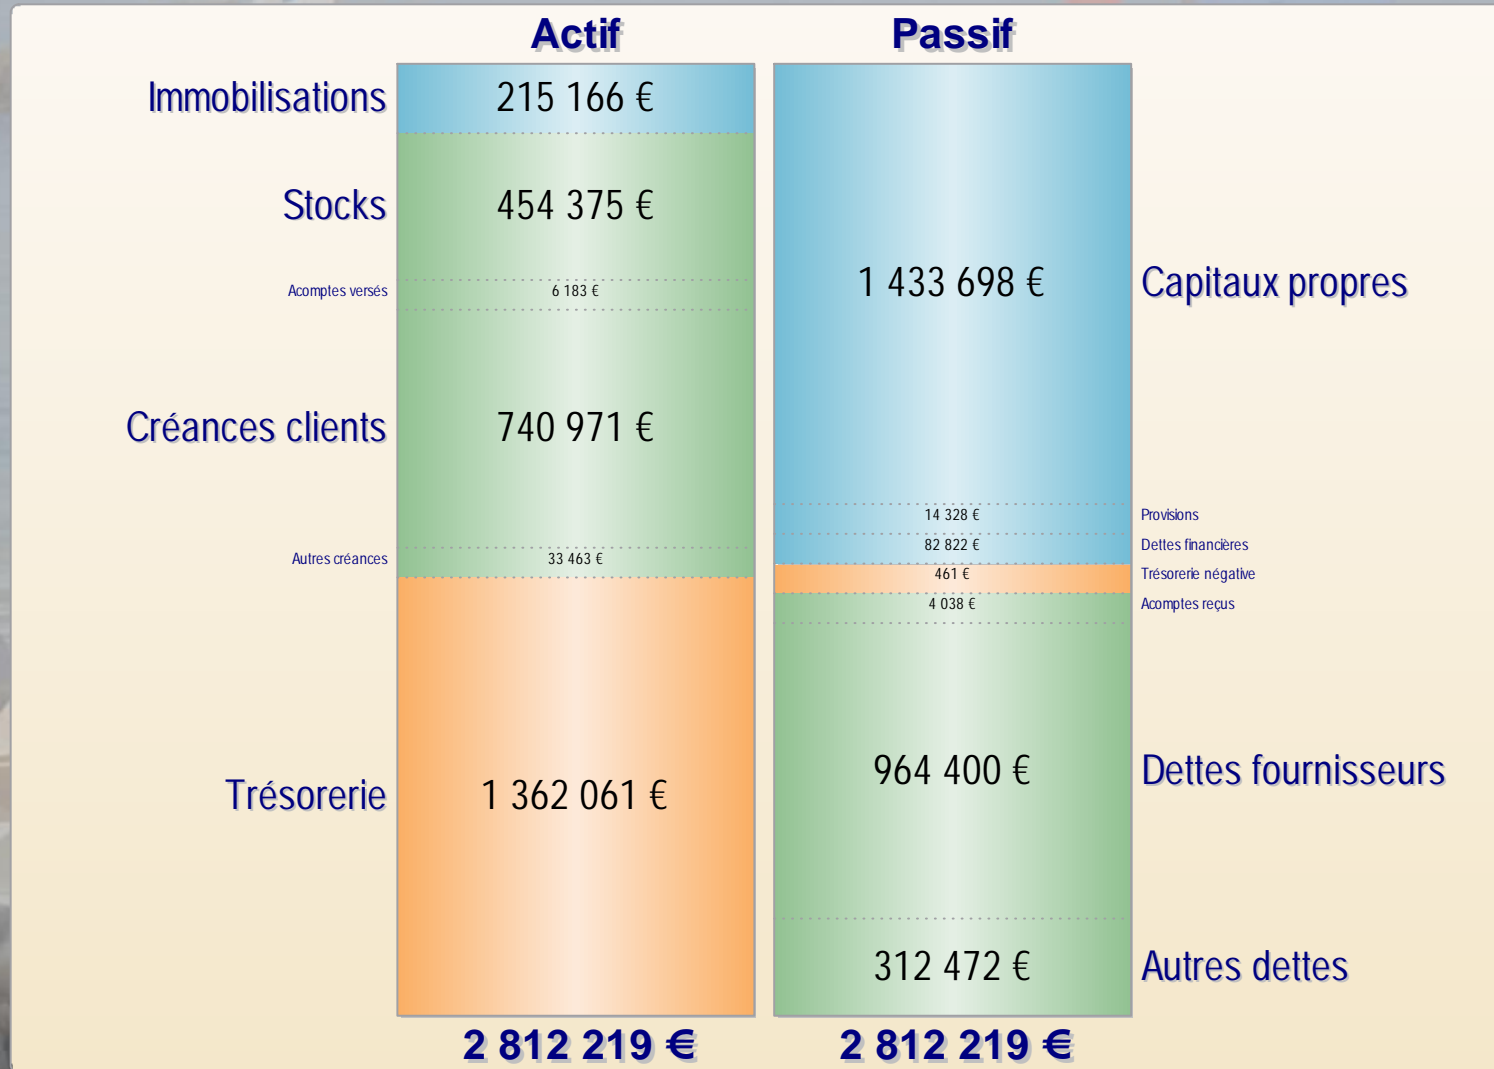 Actif Passif
Immobilisations 215 166 €
Stocks 454 375 €
Acomptes versés 6 183 €
1 433 698 € Capitaux propres
Créances clients 740 971 €
14 328 € Provisions
82 822 € Dettes financières
Autres créances 33 463 €
461 € Trésorerie négative
4 038 € Acomptes reçus
964 400 € Dettes fournisseurs
Trésorerie 1 362 061 €
312 472 € Autres dettes
2 812 219 € 2 812 219 €